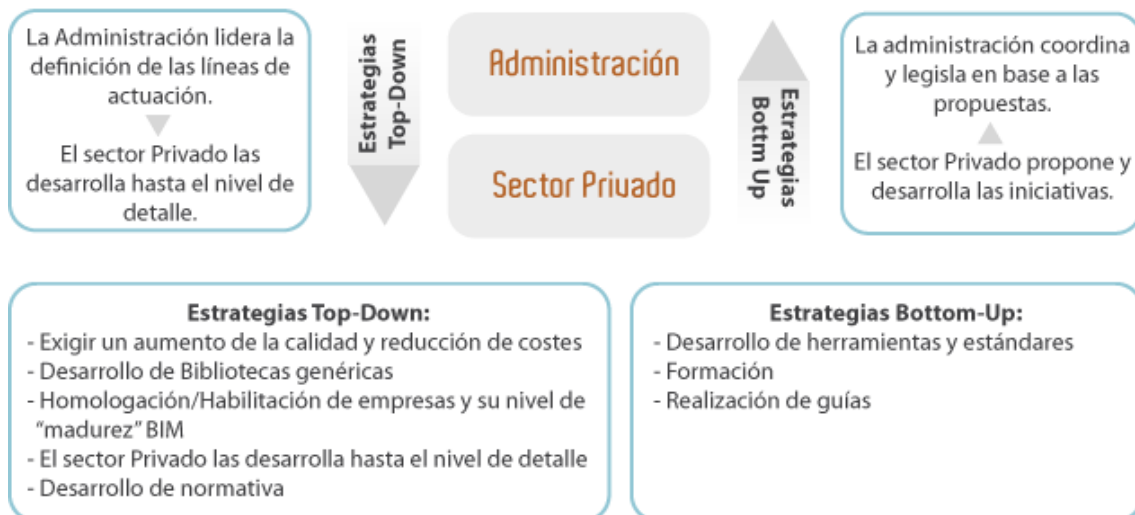 La Administración lidera la
definición de las líneas de
actuación.
El sector Privado las
desarrolla hasta el nivel de
detalle.
Estrategias
Top-Down
Administración
Sector Privado
Estrategias
Bottm Up
La administración coordina
y legisla en base a las
propuestas.
El sector Privado propone y
desarrolla las iniciativas.
Estrategias Top-Down:
- Exigir un aumento de la calidad y reducción de costes
- Desarrollo de Bibliotecas genéricas
- Homologación/Habilitación de empresas y su nivel de
“madurez” BIM
- El sector Privado las desarrolla hasta el nivel de detalle
- Desarrollo de normativa
Estrategias Bottom-Up:
- Desarrollo de herramientas y estándares
- Formación
- Realización de guías